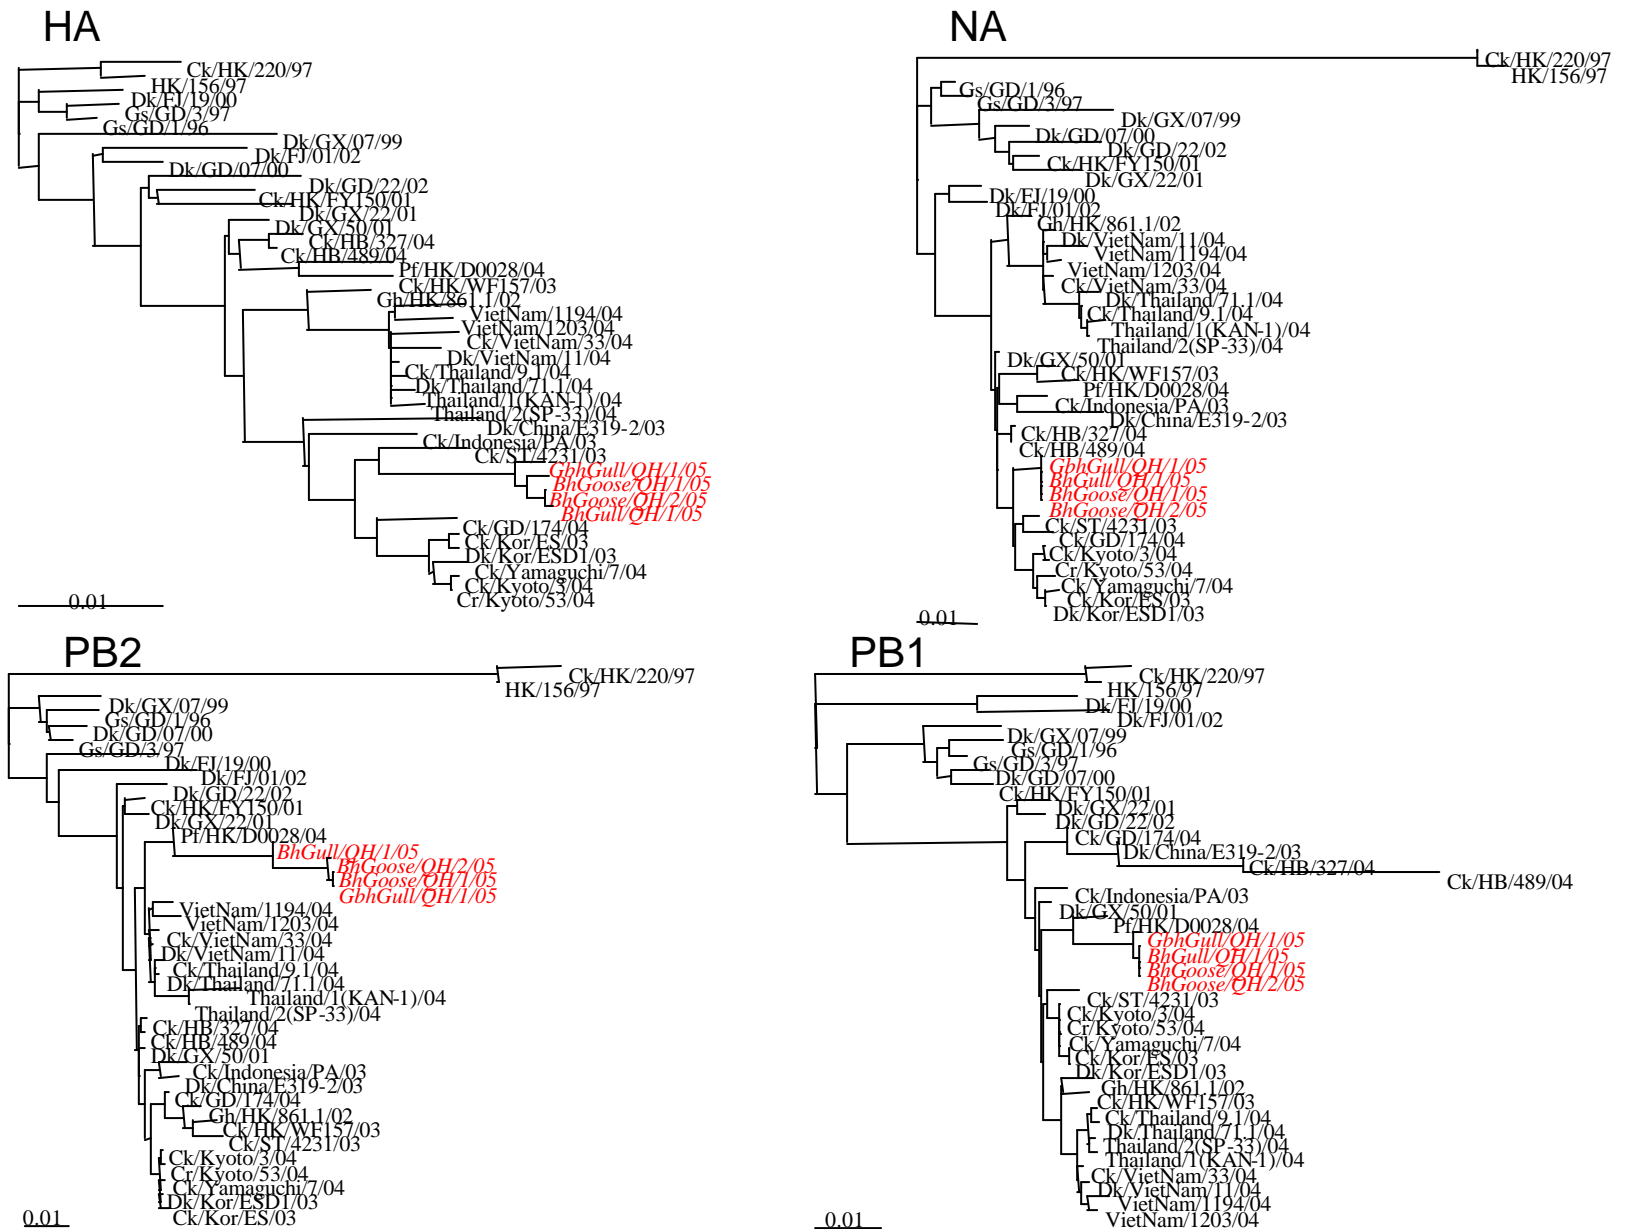 HA
Ck/HK/220/97
HK/156/97
Dk/FJ/19/00
Gs/GD/3/97
Gs/GD/1/96
Dk/GX/07/99
Dk/FJ/01/02
Dk/GD/07/00
Dk/GD/22/02
Ck/HK/FY150/01
Dk/GX/22/01
Dk/GX/50/01
Ck/HB/327/04
Ck/HB/489/04
Pf/HK/D0028/04
Ck/HK/WF157/03
Gh/HK/861.1/02
VietNam/1194/04
VietNam/1203/04
Ck/VietNam/33/04
Dk/VietNam/11/04
Ck/Thailand/9.1/04
Dk/Thailand/71.1/04
Thailand/1(KAN-1)/04
Thailand/2(SP-33)/04
Dk/China/E319-2/03
Ck/Indonesia/PA/03
Ck/ST/4231/03
GbhGull/QH/1/05
BhGoose/QH/1/05
BhGoose/QH/2/05
BhGull/QH/1/05
Ck/GD/174/04
Ck/Kor/ES/03
Dk/Kor/ESD1/03
Ck/Yamaguchi/7/04
Ck/Kyoto/3/04
Cr/Kyoto/53/04
0.01
NA
Ck/HK/220/97
HK/156/97
Gs/GD/1/96
Gs/GD/3/97
Dk/GX/07/99
Dk/GD/07/00
Dk/GD/22/02
Ck/HK/FY150/01
Dk/GX/22/01
Dk/FJ/19/00
Dk/FJ/01/02
Gh/HK/861.1/02
Dk/VietNam/11/04
VietNam/1194/04
VietNam/1203/04
Ck/VietNam/33/04
Dk/Thailand/71.1/04
Ck/Thailand/9.1/04
Thailand/1(KAN-1)/04
Thailand/2(SP-33)/04
Dk/GX/50/01
Ck/HK/WF157/03
Pf/HK/D0028/04
Ck/Indonesia/PA/03
Dk/China/E319-2/03
Ck/HB/327/04
Ck/HB/489/04
GbhGull/QH/1/05
BhGull/QH/1/05
BhGoose/QH/1/05
BhGoose/QH/2/05
Ck/ST/4231/03
Ck/GD/174/04
Ck/Kyoto/3/04
Cr/Kyoto/53/04
Ck/Yamaguchi/7/04
Ck/Kor/ES/03
Dk/Kor/ESD1/03
0.01
PB2
Ck/HK/220/97
HK/156/97
Dk/GX/07/99
Gs/GD/1/96
Dk/GD/07/00
Gs/GD/3/97
Dk/FJ/19/00
Dk/FJ/01/02
Dk/GD/22/02
Ck/HK/FY150/01
Dk/GX/22/01
Pf/HK/D0028/04
BhGull/QH/1/05
BhGoose/QH/2/05
BhGoose/QH/1/05
GbhGull/QH/1/05
VietNam/1194/04
VietNam/1203/04
Ck/VietNam/33/04
Dk/VietNam/11/04
Ck/Thailand/9.1/04
Dk/Thailand/71.1/04
Thailand/1(KAN-1)/04
Thailand/2(SP-33)/04
Ck/HB/327/04
Ck/HB/489/04
Dk/GX/50/01
Ck/Indonesia/PA/03
Dk/China/E319-2/03
Ck/GD/174/04
Gh/HK/861.1/02
Ck/HK/WF157/03
Ck/ST/4231/03
Ck/Kyoto/3/04
Cr/Kyoto/53/04
Ck/Yamaguchi/7/04
Dk/Kor/ESD1/03
Ck/Kor/ES/03
0.01
PB1
Ck/HK/220/97
HK/156/97
Dk/FJ/19/00
Dk/FJ/01/02
Dk/GX/07/99
Gs/GD/1/96
Gs/GD/3/97
Dk/GD/07/00
Ck/HK/FY150/01
Dk/GX/22/01
Dk/GD/22/02
Ck/GD/174/04
Dk/China/E319-2/03
Ck/HB/327/04
Ck/HB/489/04
Ck/Indonesia/PA/03
Dk/GX/50/01
Pf/HK/D0028/04
GbhGull/QH/1/05
BhGull/QH/1/05
BhGoose/QH/1/05
BhGoose/QH/2/05
Ck/ST/4231/03
Ck/Kyoto/3/04
Cr/Kyoto/53/04
Ck/Yamaguchi/7/04
Ck/Kor/ES/03
Dk/Kor/ESD1/03
Gh/HK/861.1/02
Ck/HK/WF157/03
Ck/Thailand/9.1/04
Dk/Thailand/71.1/04
Thailand/2(SP-33)/04
Thailand/1(KAN-1)/04
Ck/VietNam/33/04
Dk/VietNam/11/04
VietNam/1194/04
VietNam/1203/04
0.01